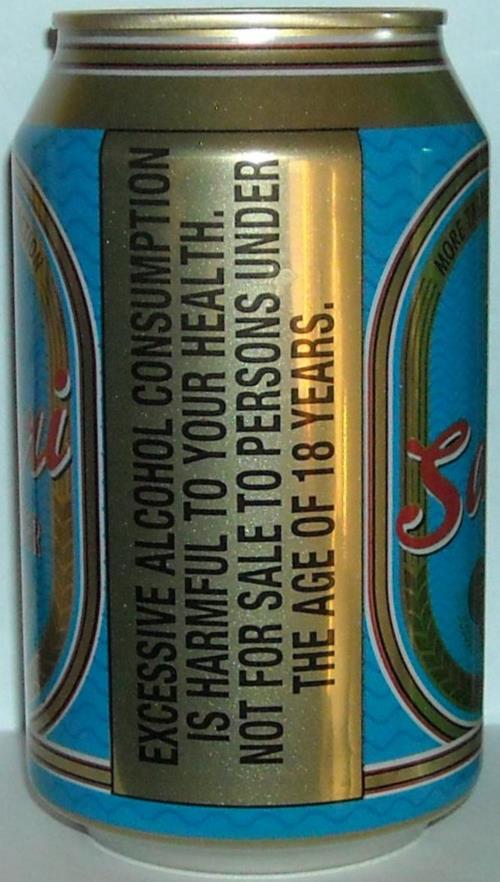 EXCESSIVE ALCOHOL CONSUMPTION
IS HARMFUL TO YOUR HEALTH.
NOT FOR SALE TO PERSONS UNDER
THE AGE OF 18 YEARS.
MORE